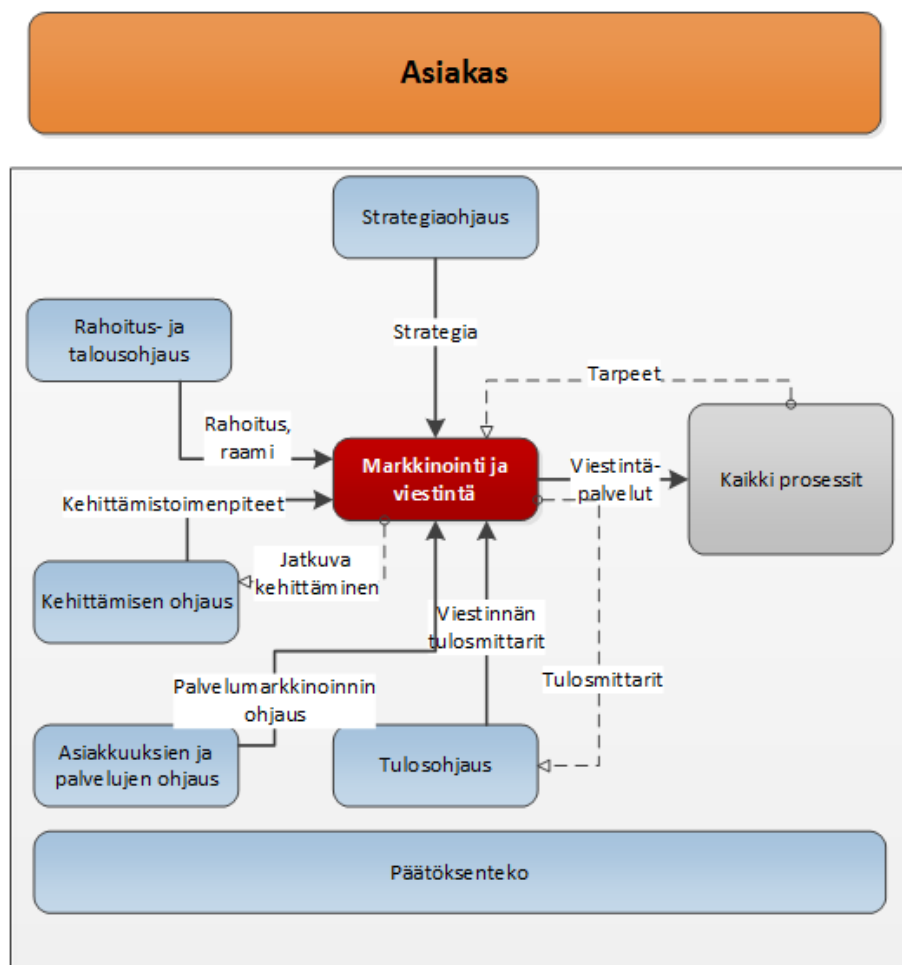 Asiakas
Strategiaohjaus
Rahoitus- ja
talousohjaus
Strategia
Tarpeet
Rahoitus,
raami
Markkinointi ja
viestintä
Viestintä-
palvelut
Kaikki prosessit
Kehittämistoimenpiteet
Jatkuva
kehittäminen
Kehittämisen ohjaus
Viestinnän
tulosmittarit
Palvelumarkkinoinnin
ohjaus
Tulosmittarit
Asiakkuuksien ja
palvelujen ohjaus
Tulosohjaus
Päätöksenteko